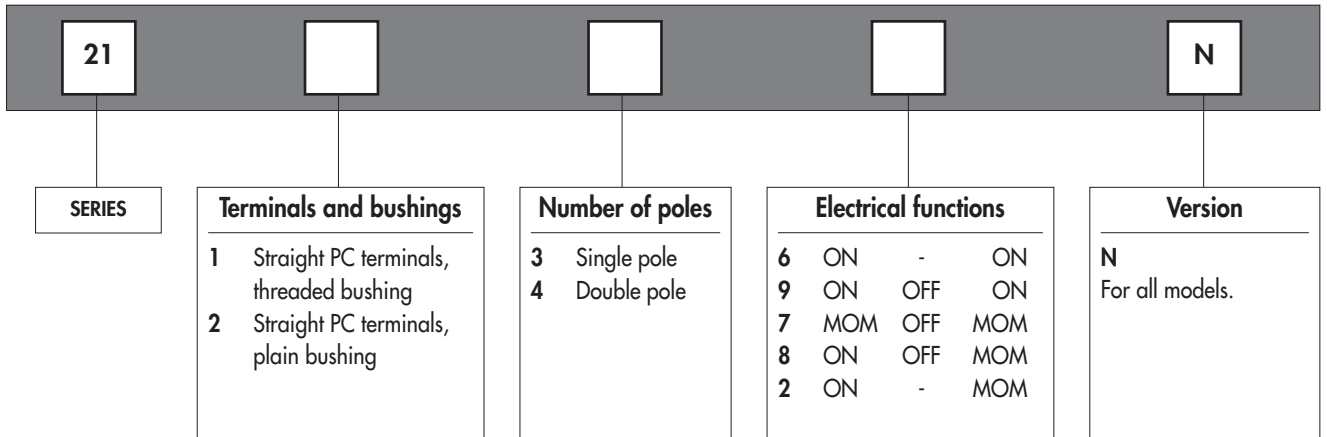 21
N
SERIES
Terminals and bushings
1 Straight PC terminals,
threaded bushing
2 Straight PC terminals,
plain bushing
Number of poles
3 Single pole
4 Double pole
Electrical functions
6 ON - ON
9 ON OFF ON
7 MOM OFF MOM
8 ON OFF MOM
2 ON - MOM
Version
N
For all models.